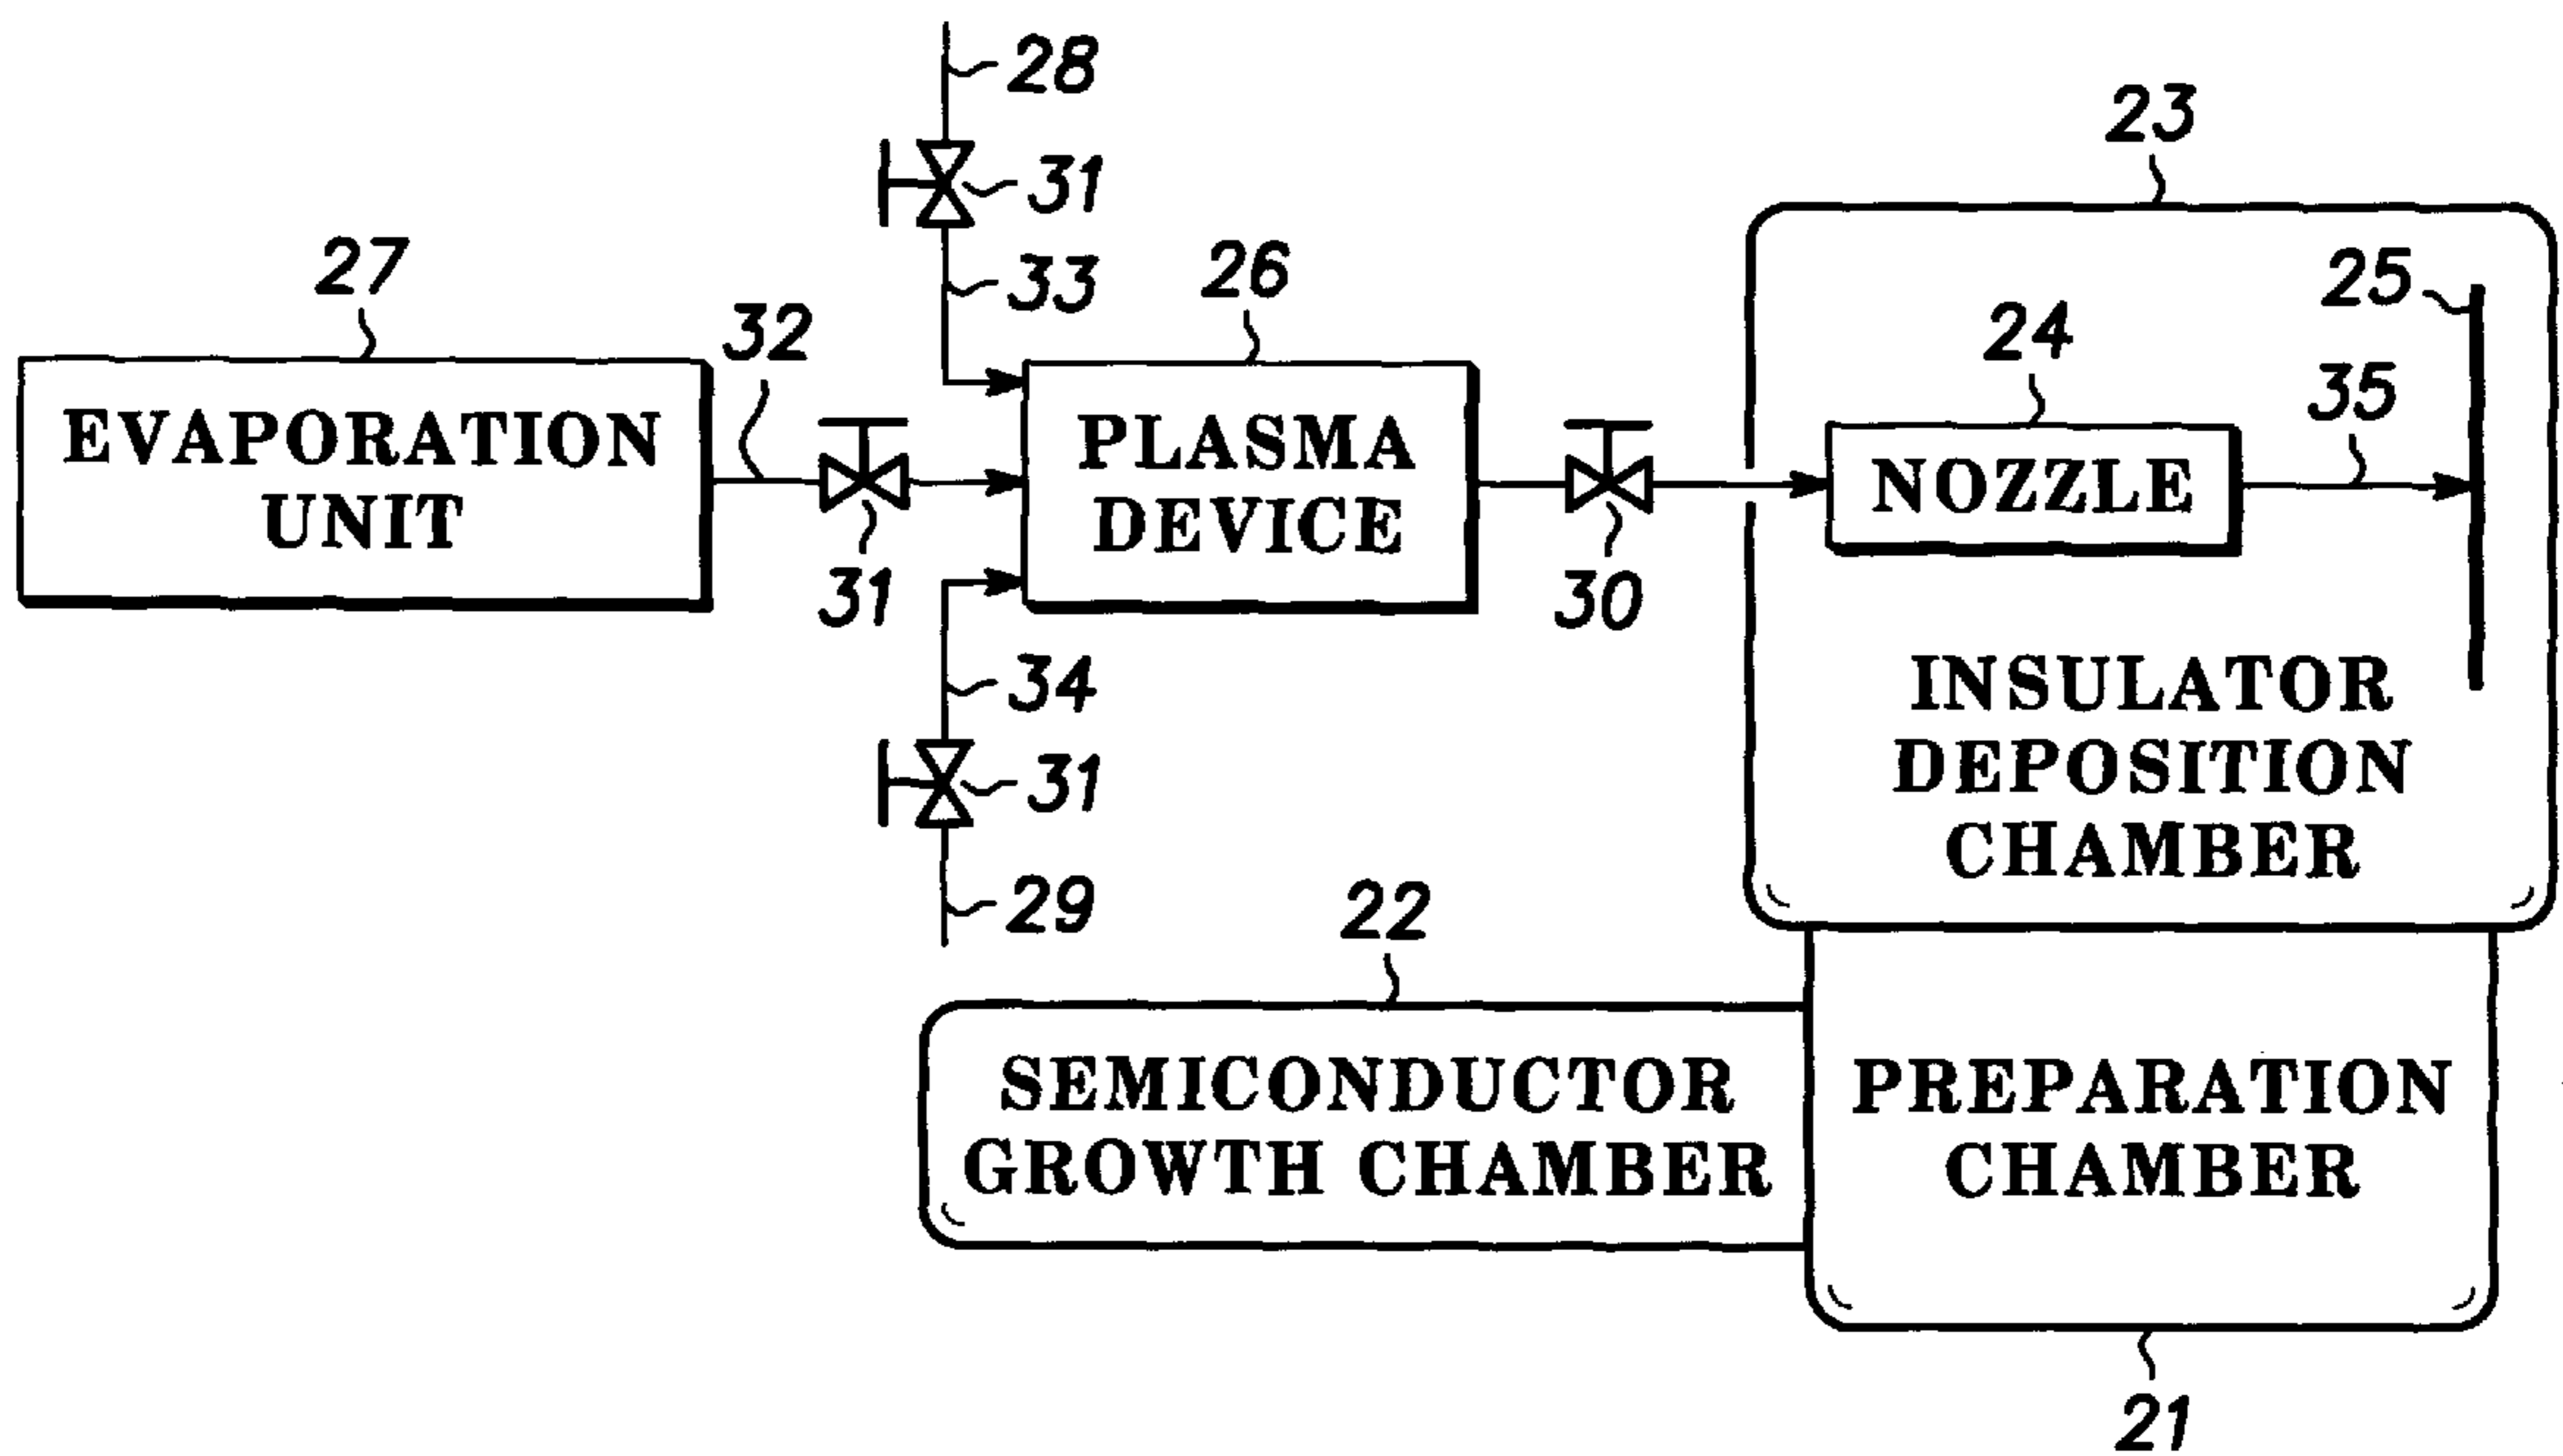 28
23
31
27
33
26
25
32
24
35
EVAPORATION
UNIT
PLASMA
DEVICE
NOZZLE
31
30
34
INSULATOR
DEPOSITION
CHAMBER
31
29
22
SEMICONDUCTOR
GROWTH CHAMBER
PREPARATION
CHAMBER
21